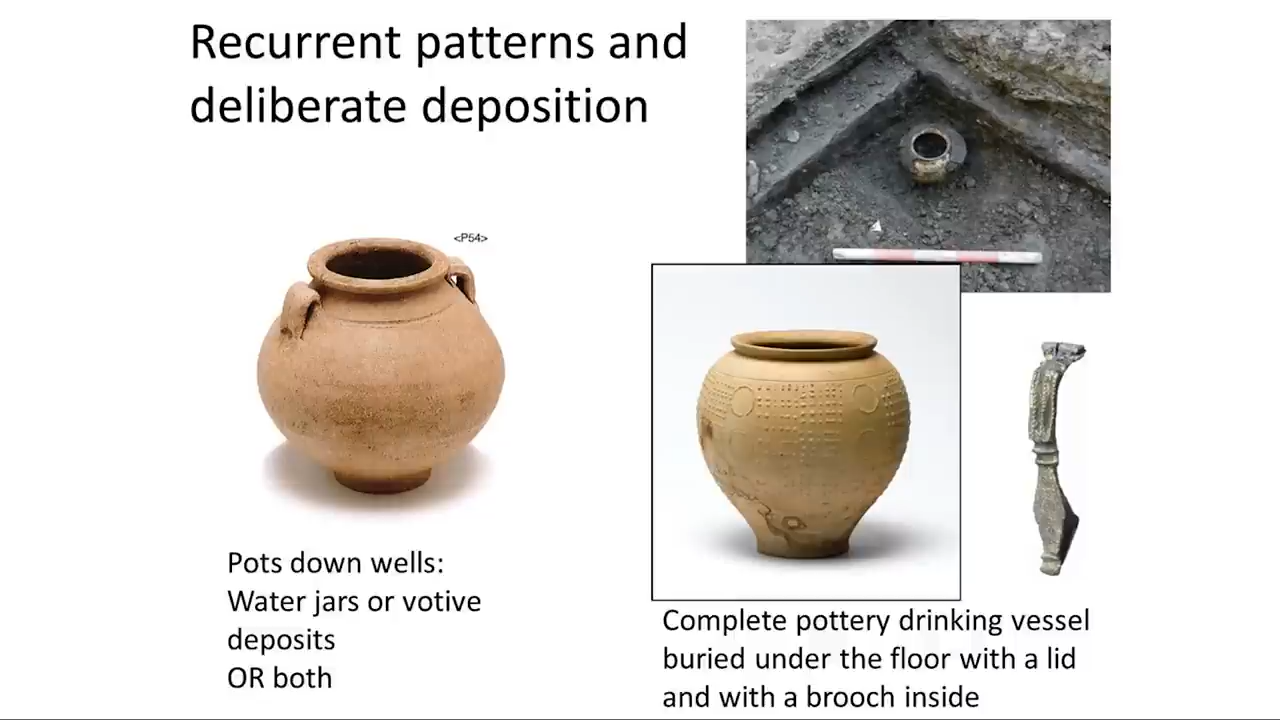 Recurrent patterns and
deliberate deposition
<P54>
Pots down wells:
Water jars or votive
deposits
OR both
Complete pottery drinking vessel
buried under the floor with a lid
and with a brooch inside